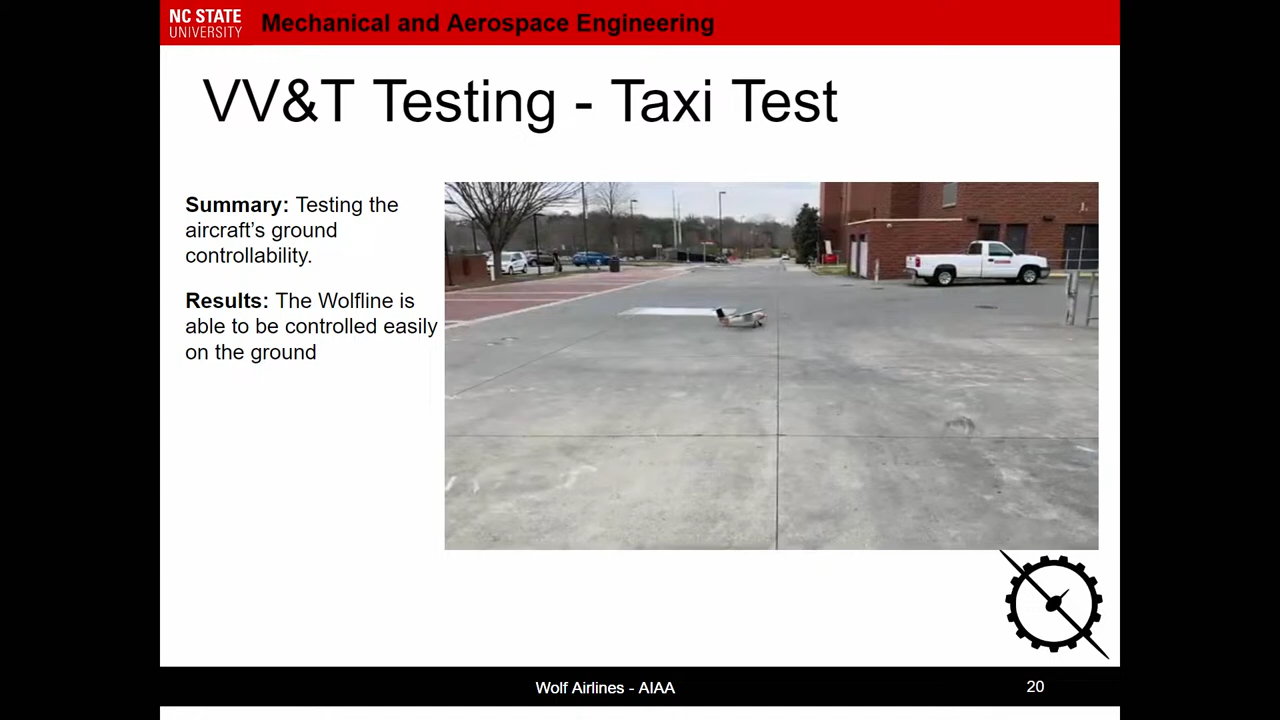 NC STATE
UNIVERSITY
Mechanical and Aerospace Engineering
VV&T Testing - Taxi Test
Summary: Testing the
aircraft’s ground
controllability.
Results: The Wolfline is
able to be controlled easily
on the ground
Wolf Airlines - AIAA
20